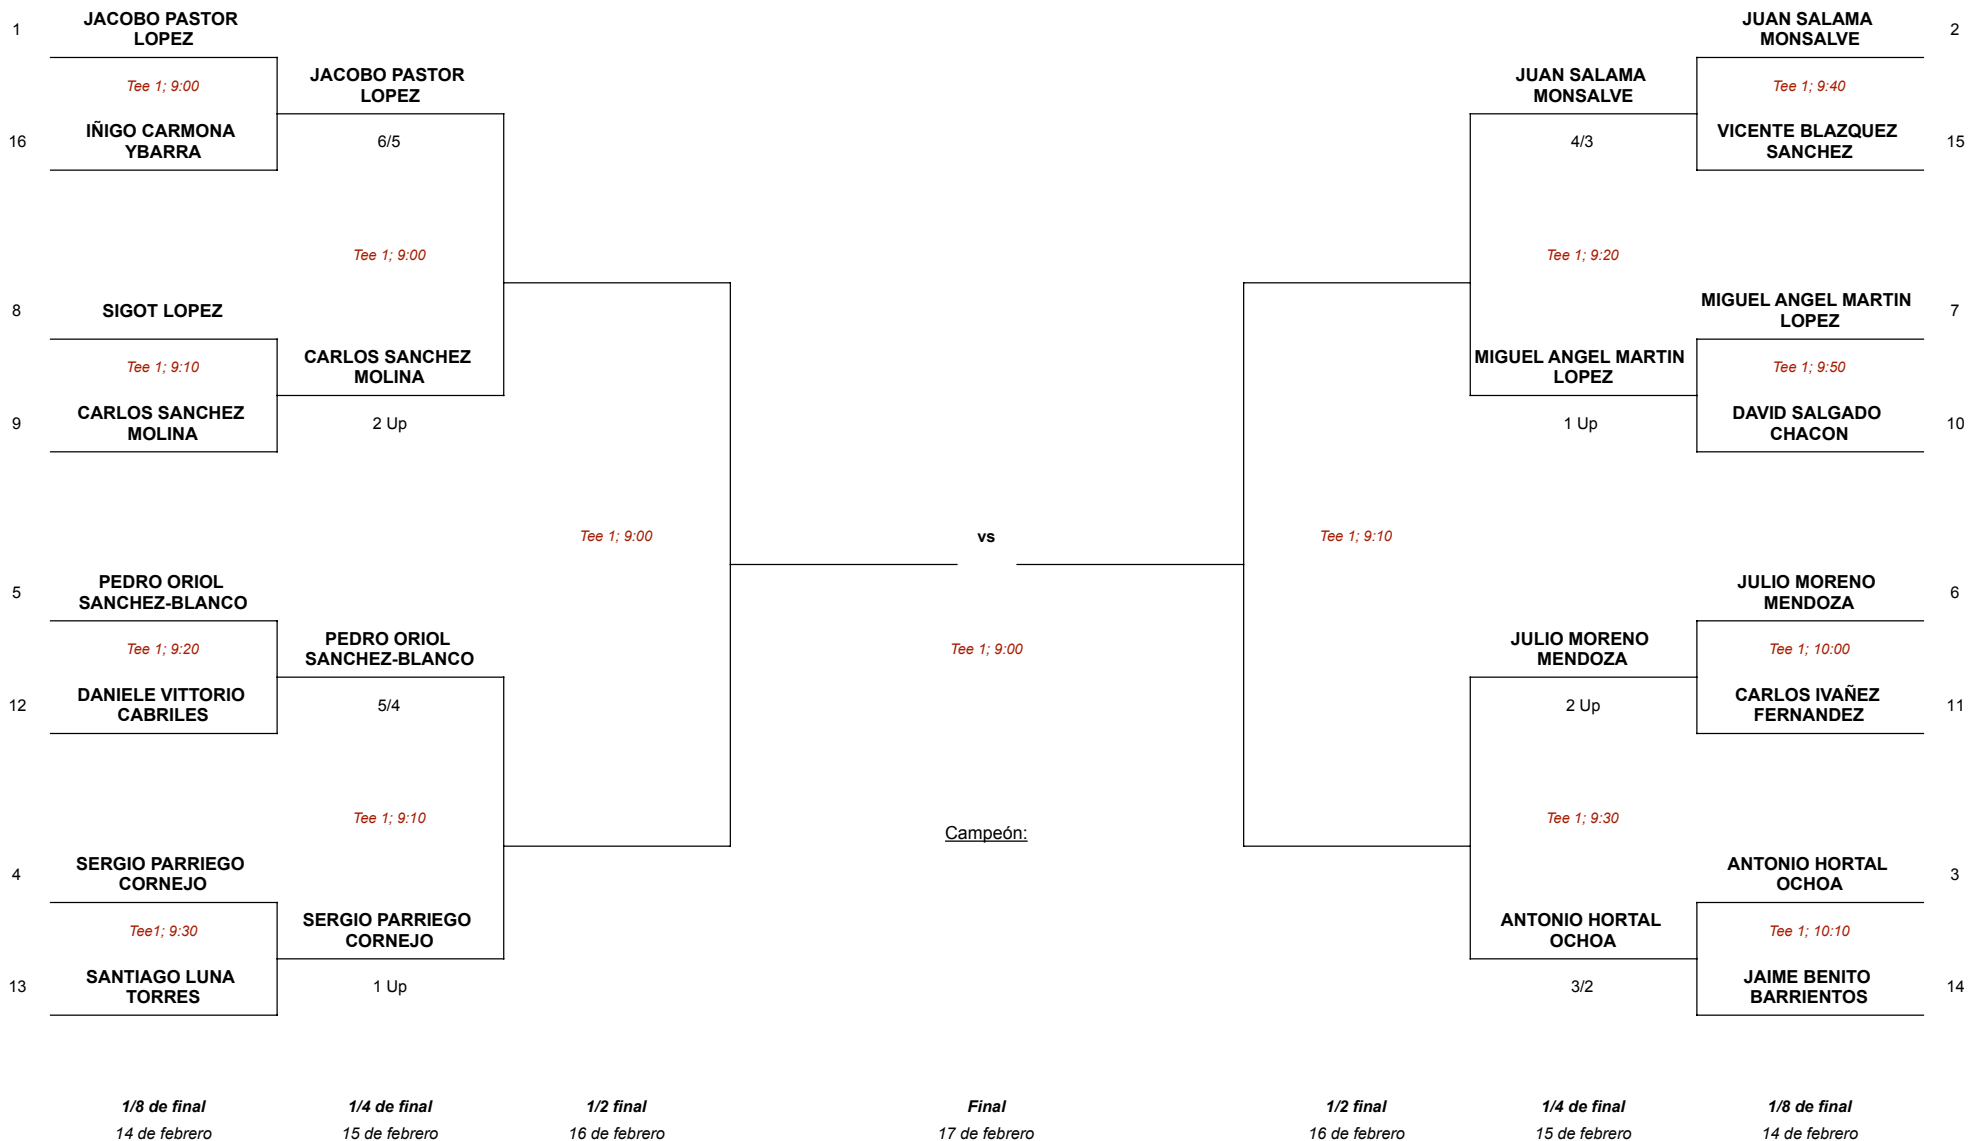 1
JACOBO PASTOR
LOPEZ
Tee 1; 9:00
16
IÑIGO CARMONA
YBARRA
8
SIGOT LOPEZ
Tee 1; 9:10
9
CARLOS SANCHEZ
MOLINA
5
PEDRO ORIOL
SANCHEZ-BLANCO
Tee 1; 9:20
12
DANIELE VITTORIO
CABRILES
4
SERGIO PARRIEGO
CORNEJO
Tee1; 9:30
13
SANTIAGO LUNA
TORRES
1/8 de final
14 de febrero
JACOBO PASTOR
LOPEZ
6/5
Tee 1; 9:00
CARLOS SANCHEZ
MOLINA
2 Up
PEDRO ORIOL
SANCHEZ-BLANCO
5/4
Tee 1; 9:10
SERGIO PARRIEGO
CORNEJO
1 Up
1/4 de final
15 de febrero
Tee 1; 9:00
1/2 final
16 de febrero
vs
Tee 1; 9:00
Campeón:
Final
17 de febrero
Tee 1; 9:10
1/2 final
16 de febrero
JUAN SALAMA
MONSALVE
4/3
Tee 1; 9:20
MIGUEL ANGEL MARTIN
LOPEZ
1 Up
JULIO MORENO
MENDOZA
2 Up
Tee 1; 9:30
ANTONIO HORTAL
OCHOA
3/2
1/4 de final
15 de febrero
JUAN SALAMA
MONSALVE
2
Tee 1; 9:40
VICENTE BLAZQUEZ
SANCHEZ
15
MIGUEL ANGEL MARTIN
LOPEZ
7
Tee 1; 9:50
DAVID SALGADO
CHACON
10
JULIO MORENO
MENDOZA
6
Tee 1; 10:00
CARLOS IVAÑEZ
FERNANDEZ
11
ANTONIO HORTAL
OCHOA
3
Tee 1; 10:10
JAIME BENITO
BARRIENTOS
14
1/8 de final
14 de febrero